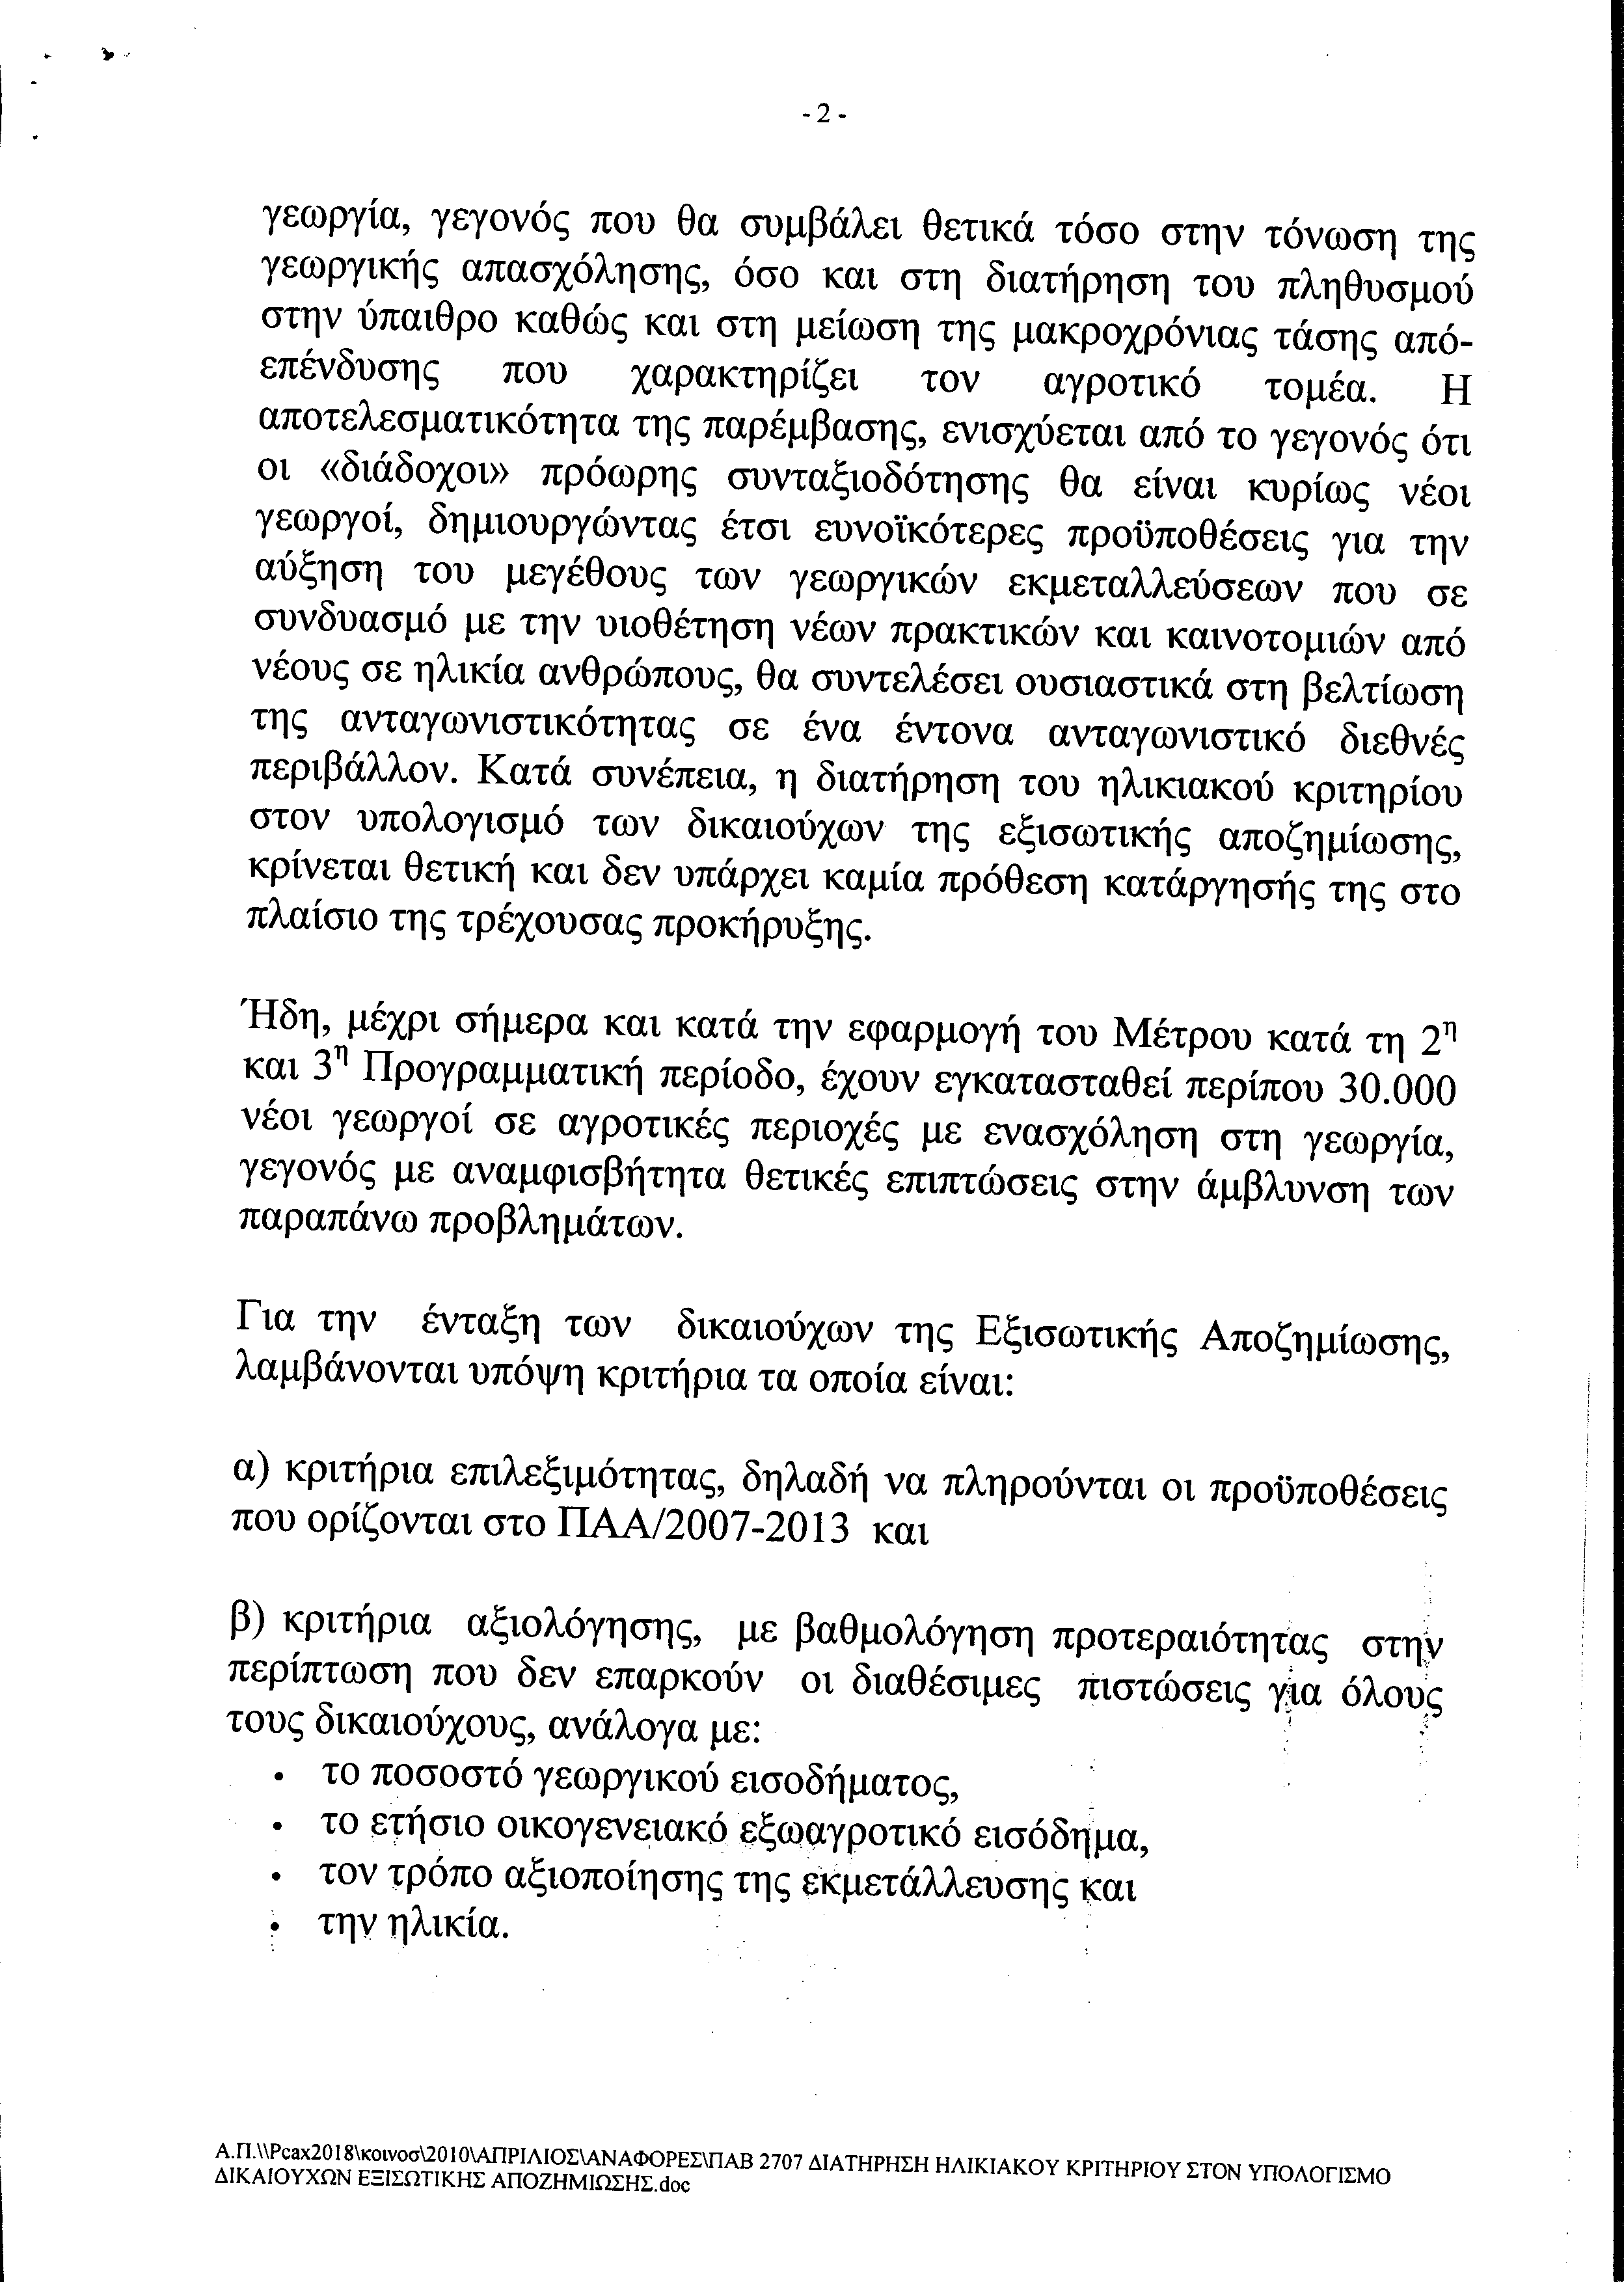 -2-
γεωργία, γεγονός που θα συμβάλει θετικά τόσο στην τόνωση της
γεωργικής απασχόλησης, όσο και στη διατήρηση του πληθυσμού
στην ύπαιθρο καθώς και στη μείωση της μακροχρόνιας τάσης από-
επένδυσης που χαρακτηρίζει τον αγροτικό τομέα. Η
αποτελεσματικότητα της παρέμβασης, ενισχύεται από το γεγονός ότι
οι «διάδοχοι» πρόωρης συνταξιοδότησης θα είναι κυρίως νέοι
γεωργοί, δημιουργώντας έτσι ευνοϊκότερες προϋποθέσεις για την
αύξηση του μεγέθους των γεωργικών εκμεταλλεύσεων που σε
συνδυασμό με την υιοθέτηση νέων πρακτικών και καινοτομιών από
νέους σε ηλικία ανθρώπους, θα συντελέσει ουσιαστικά στη βελτίωση
της ανταγωνιστικότητας σε ένα έντονα ανταγωνιστικό διεθνές
περιβάλλον. Κατά συνέπεια, η διατήρηση του ηλικιακού κριτηρίου
στον υπολογισμό των δικαιούχων της εξισωτικής αποζημίωσης,
κρίνεται θετική και δεν υπάρχει καμία πρόθεση κατάργησής της στο
πλαίσιο της τρέχουσας προκήρυξης.
Ήδη, μέχρι σήμερα και κατά την εφαρμογή του Μέτρου κατά τη 2η
και 3η Προγραμματική περίοδο, έχουν εγκατασταθεί περίπου 30.000
νέοι γεωργοί σε αγροτικές περιοχές με ενασχόληση στη γεωργία,
γεγονός με αναμφισβήτητα θετικές επιπτώσεις στην άμβλυνση των
παραπάνω προβλημάτων.
Για την ένταξη των δικαιούχων της Εξισωτικής Αποζημίωσης,
λαμβάνονται υπόψη κριτήρια τα οποία είναι:
α) κριτήρια επιλεξιμότητας, δηλαδή να πληρούνται οι προϋποθέσεις
που ορίζονται στο ΠΑΑ/2007-2013 και
β) κριτήρια αξιολόγησης, με βαθμολόγηση προτεραιότητας στην
περίπτωση που δεν επαρκούν οι διαθέσιμες πιστώσεις για όλους
τους δικαιούχους, ανάλογα με:
• το ποσοστό γεωργικού εισοδήματος,
• το ετήσιο οικογενειακό εξωαγροτικό εισόδημα,
• τον τρόπο αξιοποίησης της εκμετάλλευσης και
• την ηλικία.
Α.Π.\\Pcax2018\κοινοσ\2010\ΑΠΡΙΛΙΟΣ\ΑΝΑΦΟΡΕΣ\ΠΑΒ 2707 ΔΙΑΤΗΡΗΣΗ ΗΛΙΚΙΑΚΟΥ ΚΡΙΤΗΡΙΟΥ ΣΤΟΝ ΥΠΟΛΟΓΙΣΜΟ
ΔΙΚΑΙΟΥΧΩΝ ΕΞΙΣΩΤΙΚΗΣ ΑΠΟΖΗΜΙΩΣΗΣ.doc